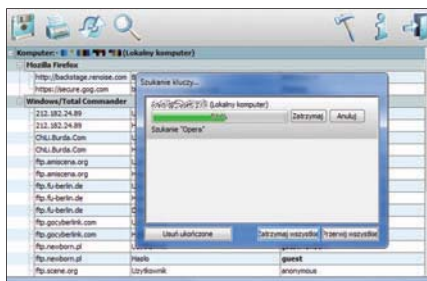 Komputer: (Lokalny komputer)
Mozilla Firefox
http://backstage.renoise.com
https://secure.gog.com
Windows/Total Commander
212.182.24.89
212.182.24.89
ChiLi.Burda.Com
ChiLi.Burda.Com
ftp.amiscena.org
ftp.amiscena.org
ftp.fu-berlin.de
ftp.fu-berlin.de
ftp.fu-berlin.de
ftp.gocyberlink.com
ftp.gocyberlink.com
ftp.newborn.pl
ftp.newborn.pl Hasło guest
ftp.scene.org Użytkownik anonymous
Szukanie kluczy...
(Lokalny komputer)
Zatrzymaj Anuluj
Szukanie "Opera"
Usuń ukończone Zatrzymaj wszystkie Przerwij wszystkie